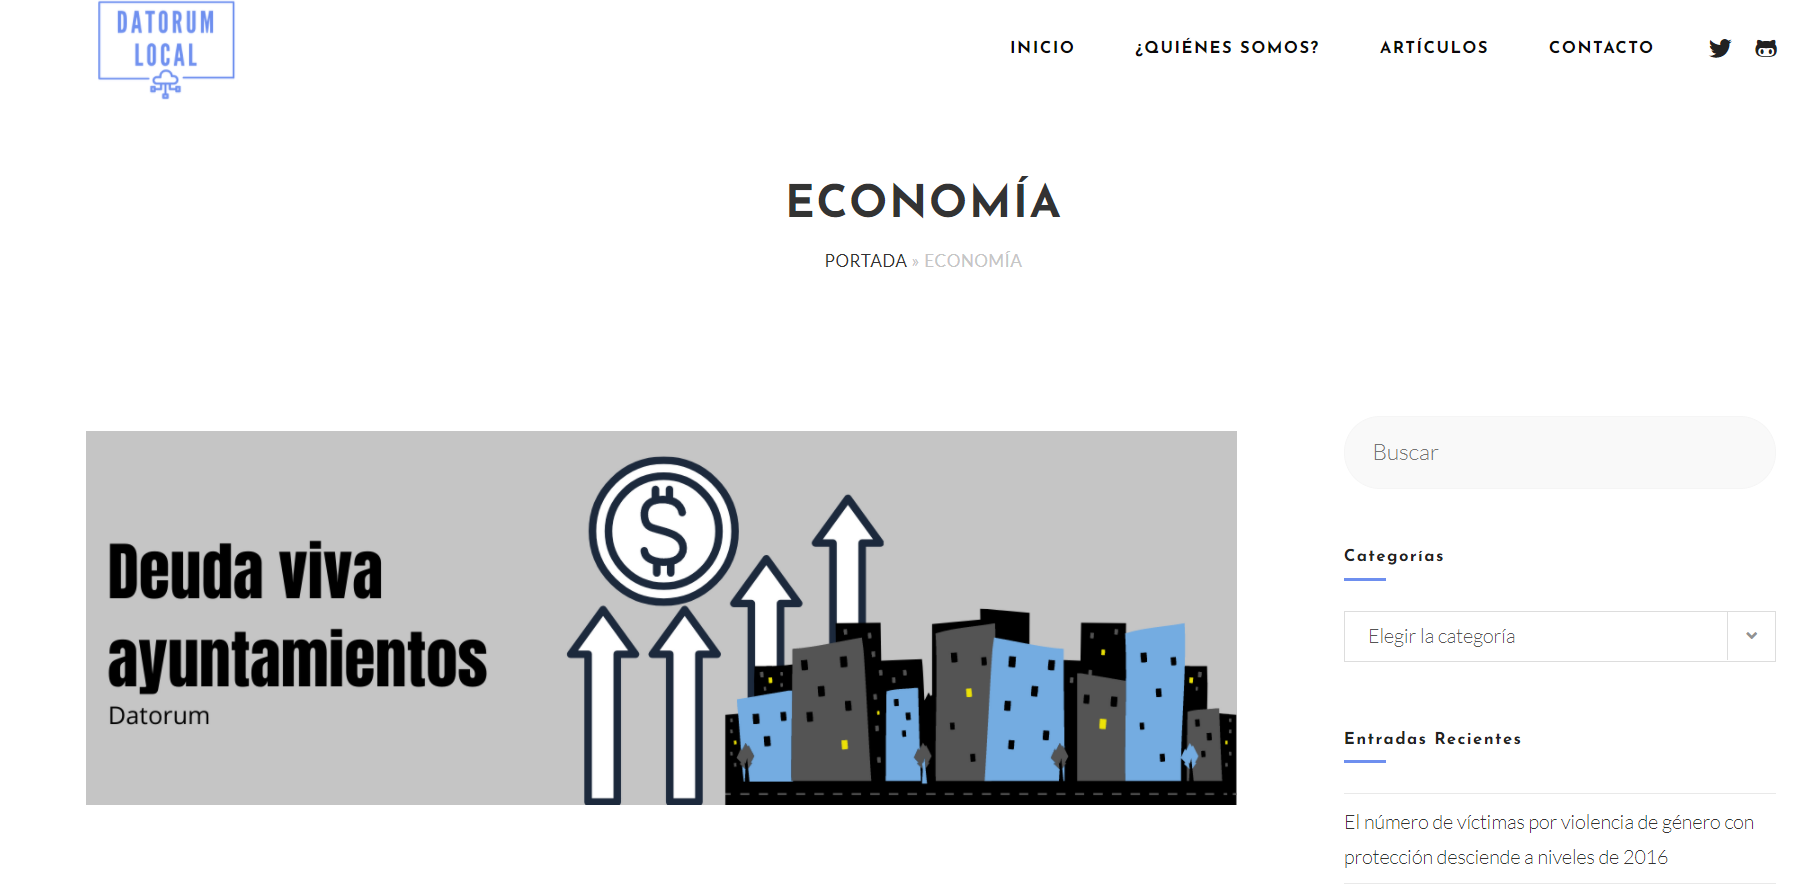 DATORUM
LOCAL
INICIO
¿QUIÉNES SOMOS?
ARTÍCULOS
CONTACTO
ECONOMÍA
PORTADA » ECONOMÍA
Deuda viva
ayuntamientos
Datorum
$
Buscar
Categorías
Elegir la categoría
Entradas Recientes
El número de víctimas por violencia de género con
protección desciende a niveles de 2016